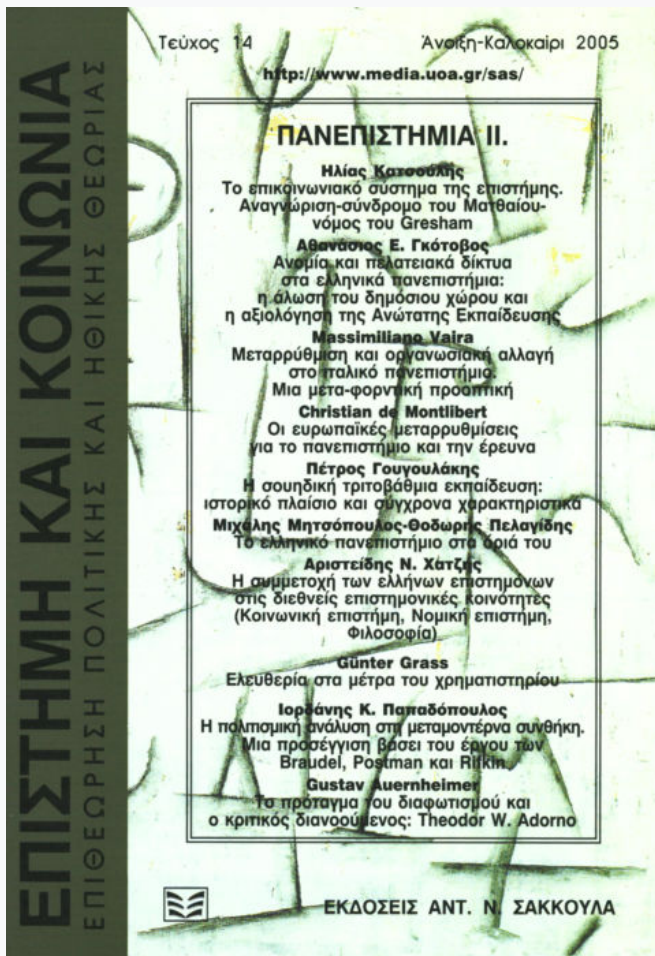 ΕΠΙΣΤΗΜΗ ΚΑΙ ΚΟΙΝΩΝΙΑ
ΕΠΙΘΕΩΡΗΣΗ ΠΟΛΙΤΙΚΗΣ ΚΑΙ ΗΘΙΚΗΣ ΘΕΩΡΙΑΣ
Τεύχος 14 Άνοιξη-Καλοκαίρι 2005
http://www.media.uoa.gr/sas/
ΠΑΝΕΠΙΣΤΗΜΙΑ ΙΙ.
Ηλίας Κατσούλης
Το επικοινωνιακό σύστημα της επιστήμης.
Αναγνώριση-σύνδρομο του Ματθαίου-
νόμος του Gresham
Αθανάσιος Ε. Γκότοβος
Ανομία και πελατειακά δίκτυα
στα ελληνικά πανεπιστήμια:
η άλωση του δημόσιου χώρου και
η αξιολόγηση της Ανώτατης Εκπαίδευσης
Massimiliano Vaira
Μεταρρύθμιση και οργανωσιακή αλλαγή
στο ιταλικό πανεπιστήμιο.
Μια μετα-φορντική προοπτική
Christian de Montlibert
Οι ευρωπαϊκές μεταρρυθμίσεις
για το πανεπιστήμιο και την έρευνα
Πέτρος Γουγουλάκης
Η σουηδική τριτοβάθμια εκπαίδευση:
ιστορικό πλαίσιο και σύγχρονα χαρακτηριστικά
Μιχάλης Μητσόπουλος-Θοδωρής Πελαγίδης
Το ελληνικό πανεπιστήμιο στα όριά του
Αριστείδης Ν. Χατζής
Η συμμετοχή των ελλήνων επιστημόνων
στις διεθνείς επιστημονικές κοινότητες
(Κοινωνική επιστήμη, Νομική επιστήμη,
Φιλοσοφία)
Günter Grass
Ελευθερία στα μέτρα του χρηματιστηρίου
Ιορδάνης Κ. Παπαδόπουλος
Η πολιτισμική ανάλυση στη μεταμοντέρνα συνθήκη.
Μια προσέγγιση βάσει του έργου των
Braudel, Postman και Rifkin
Gustav Auernheimer
Το πρόταγμα του διαφωτισμού και
ο κριτικός διανοούμενος: Theodor W. Adorno
ΕΚΔΟΣΕΙΣ ΑΝΤ. Ν. ΣΑΚΚΟΥΛΑ